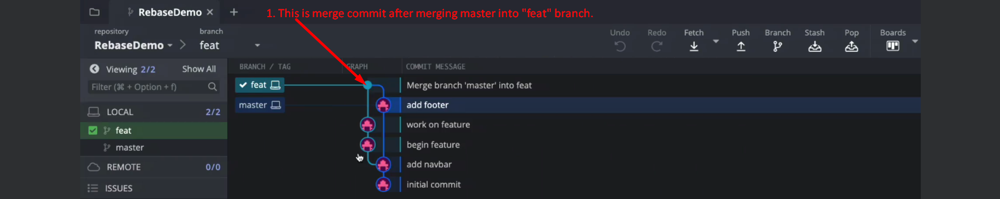 RebaseDemo
1. This is merge commit after merging master into "feat" branch.
repository
branch
RebaseDemo
feat
Undo
Redo
Fetch
Push
Branch
Stash
Pop
Boards
Viewing 2/2
Show All
Filter (⌘ + Option + f)
LOCAL 2/2
feat
master
REMOTE 0/0
ISSUES
BRANCH / TAG
GRAPH
COMMIT MESSAGE
feat
Merge branch 'master' into feat
master
add footer
work on feature
begin feature
add navbar
initial commit